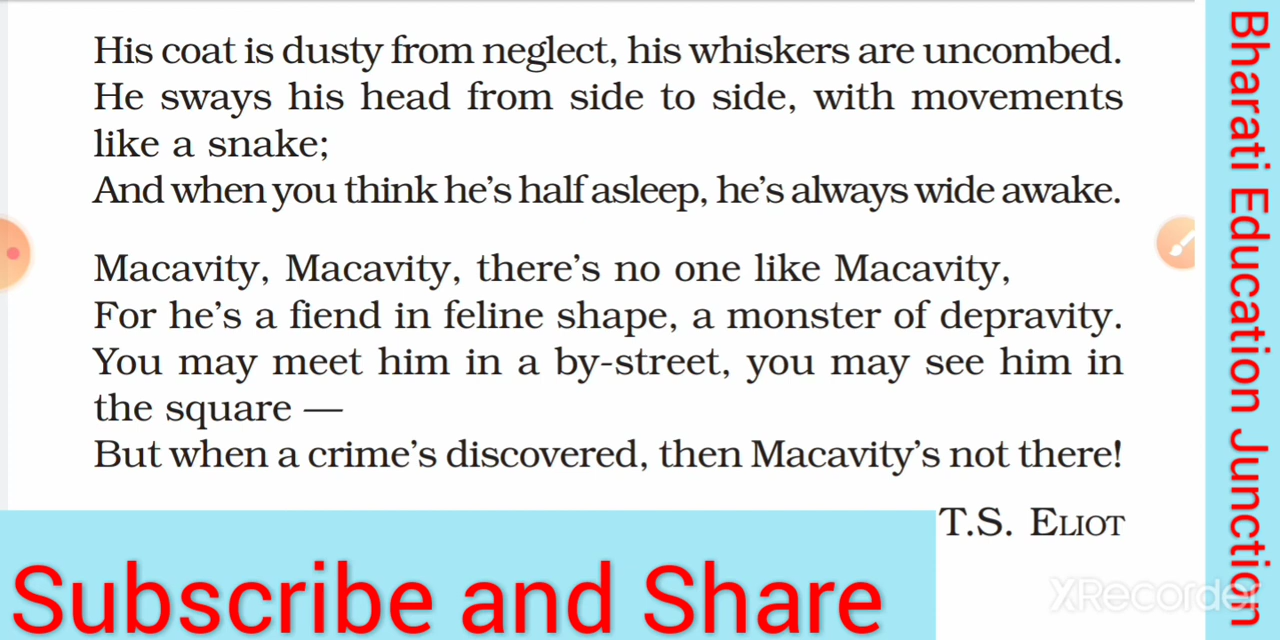 His coat is dusty from neglect, his whiskers are uncombed.
He sways his head from side to side, with movements
like a snake;
And when you think he's half asleep, he's always wide awake.
Macavity, Macavity, there's no one like Macavity,
For he's a fiend in feline shape, a monster of depravity.
You may meet him in a by-street, you may see him in
the square —
But when a crime's discovered, then Macavity's not there!
T.S. ELIOT
Subscribe and Share
Bharati Education Junction
XRecorder